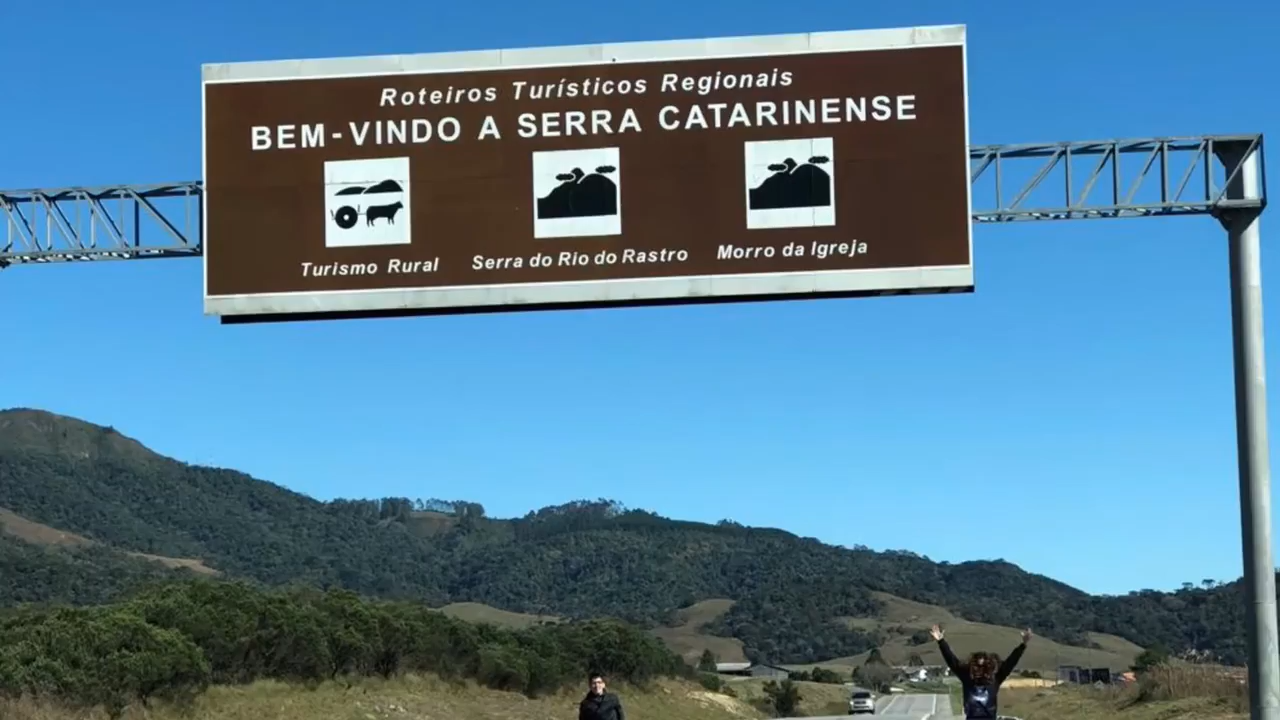 Roteiros Turísticos Regionais
BEM-VINDO A SERRA CATARINENSE
Turismo Rural
Serra do Rio do Rastro
Morro da Igreja